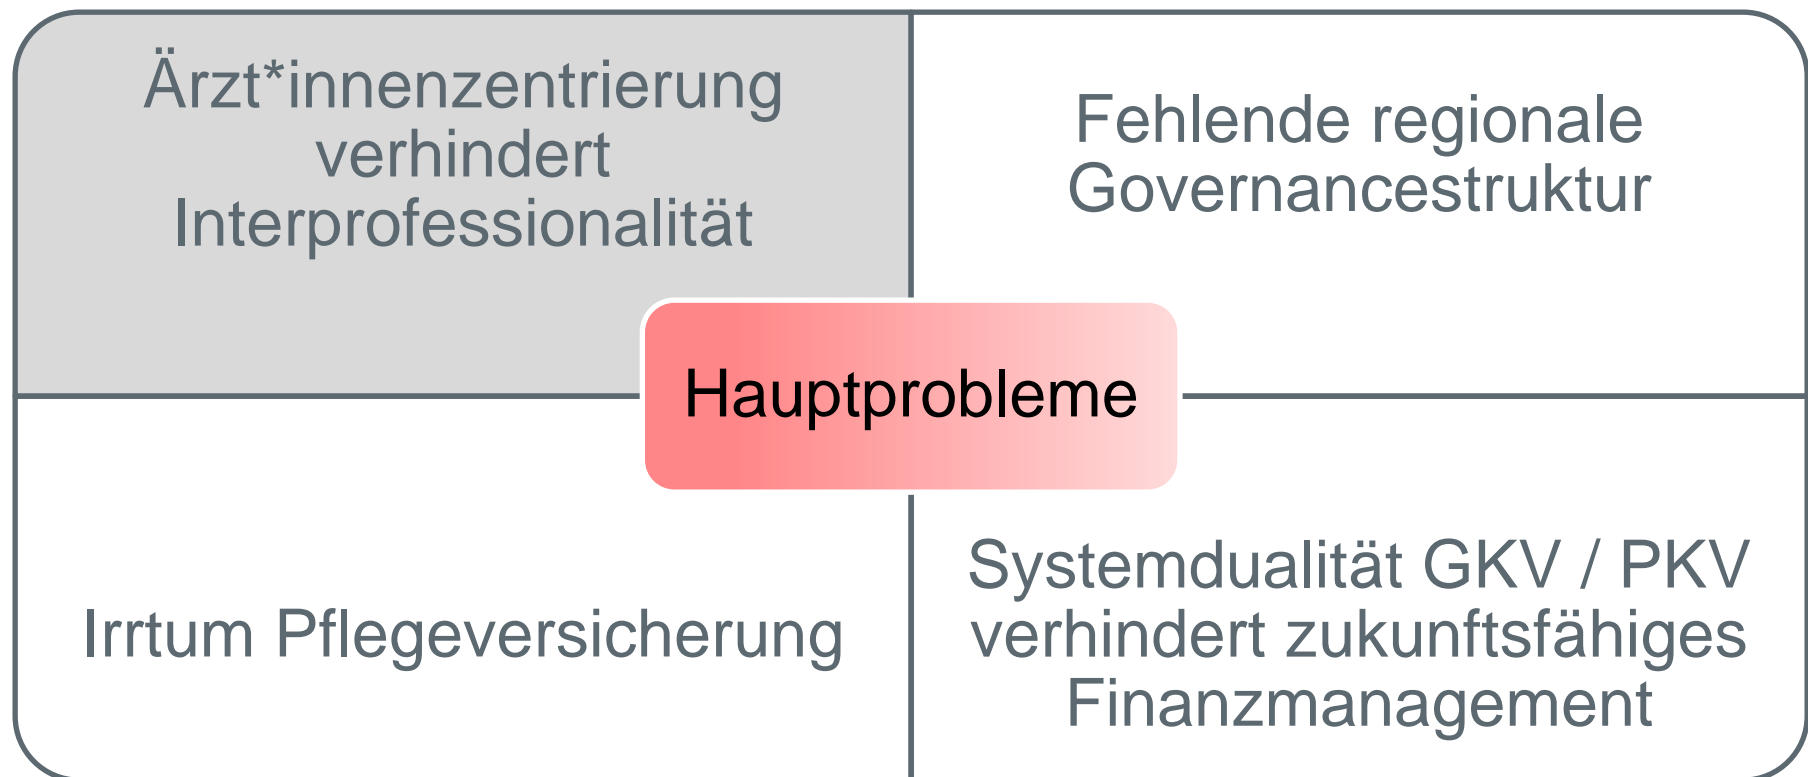 Ärzt*innenzentrierung
verhindert
Interprofessionalität
Fehlende regionale
Governancestruktur
Hauptprobleme
Irrtum Pflegeversicherung
Systemdualität GKV / PKV
verhindert zukunftsfähiges
Finanzmanagement